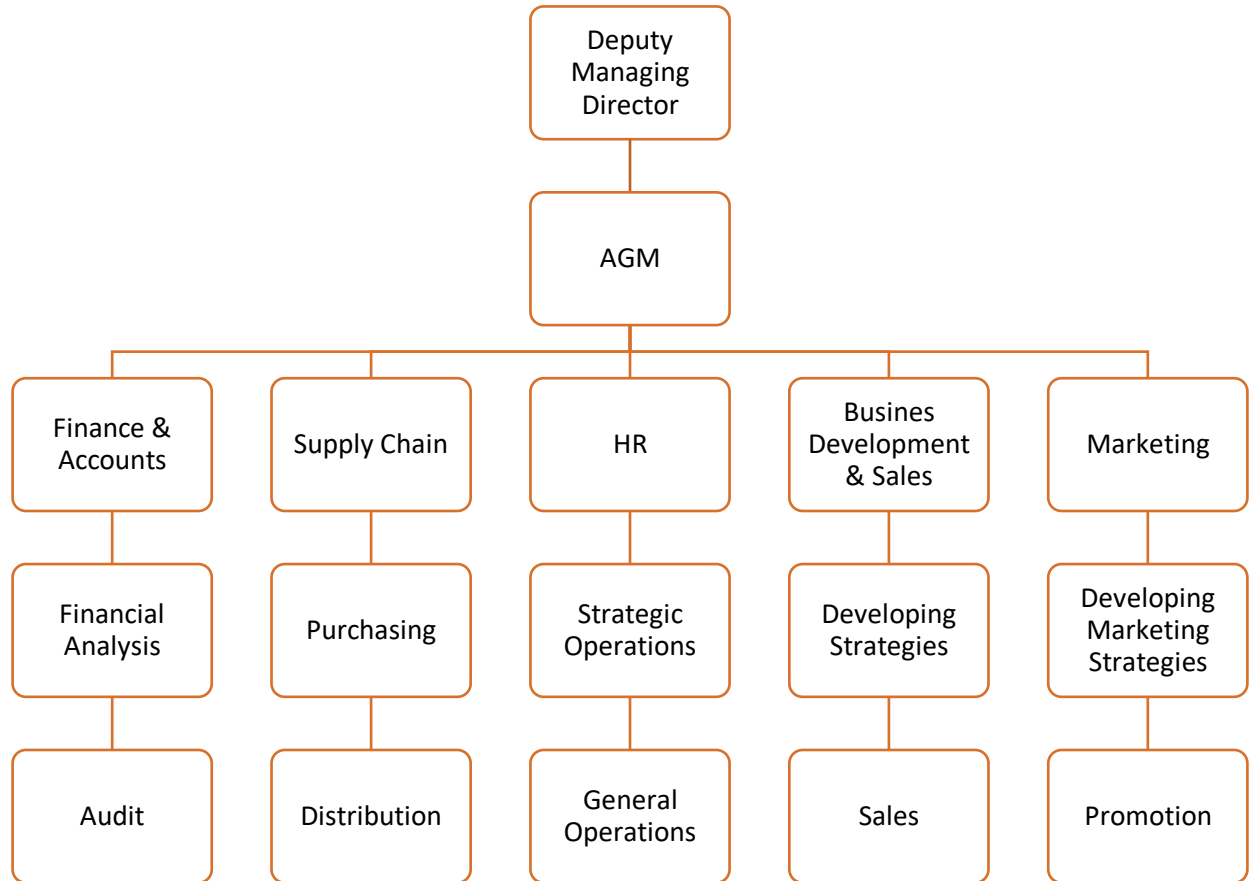 Deputy
Managing
Director
AGM
Finance &
Accounts
Supply Chain
HR
Busines
Development
& Sales
Marketing
Financial
Analysis
Purchasing
Strategic
Operations
Developing
Strategies
Developing
Marketing
Strategies
Audit
Distribution
General
Operations
Sales
Promotion